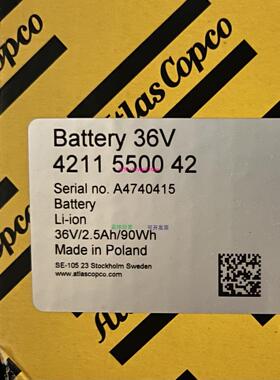 Atlas Copco
Battery 36V
4211 5500 42
Serial no. A4740415
Battery
Li-ion
36V/2.5Ah/90Wh
Made in Poland
SE-105 23 Stockholm Sweden
www.atlascopco.com
Atlas Copco